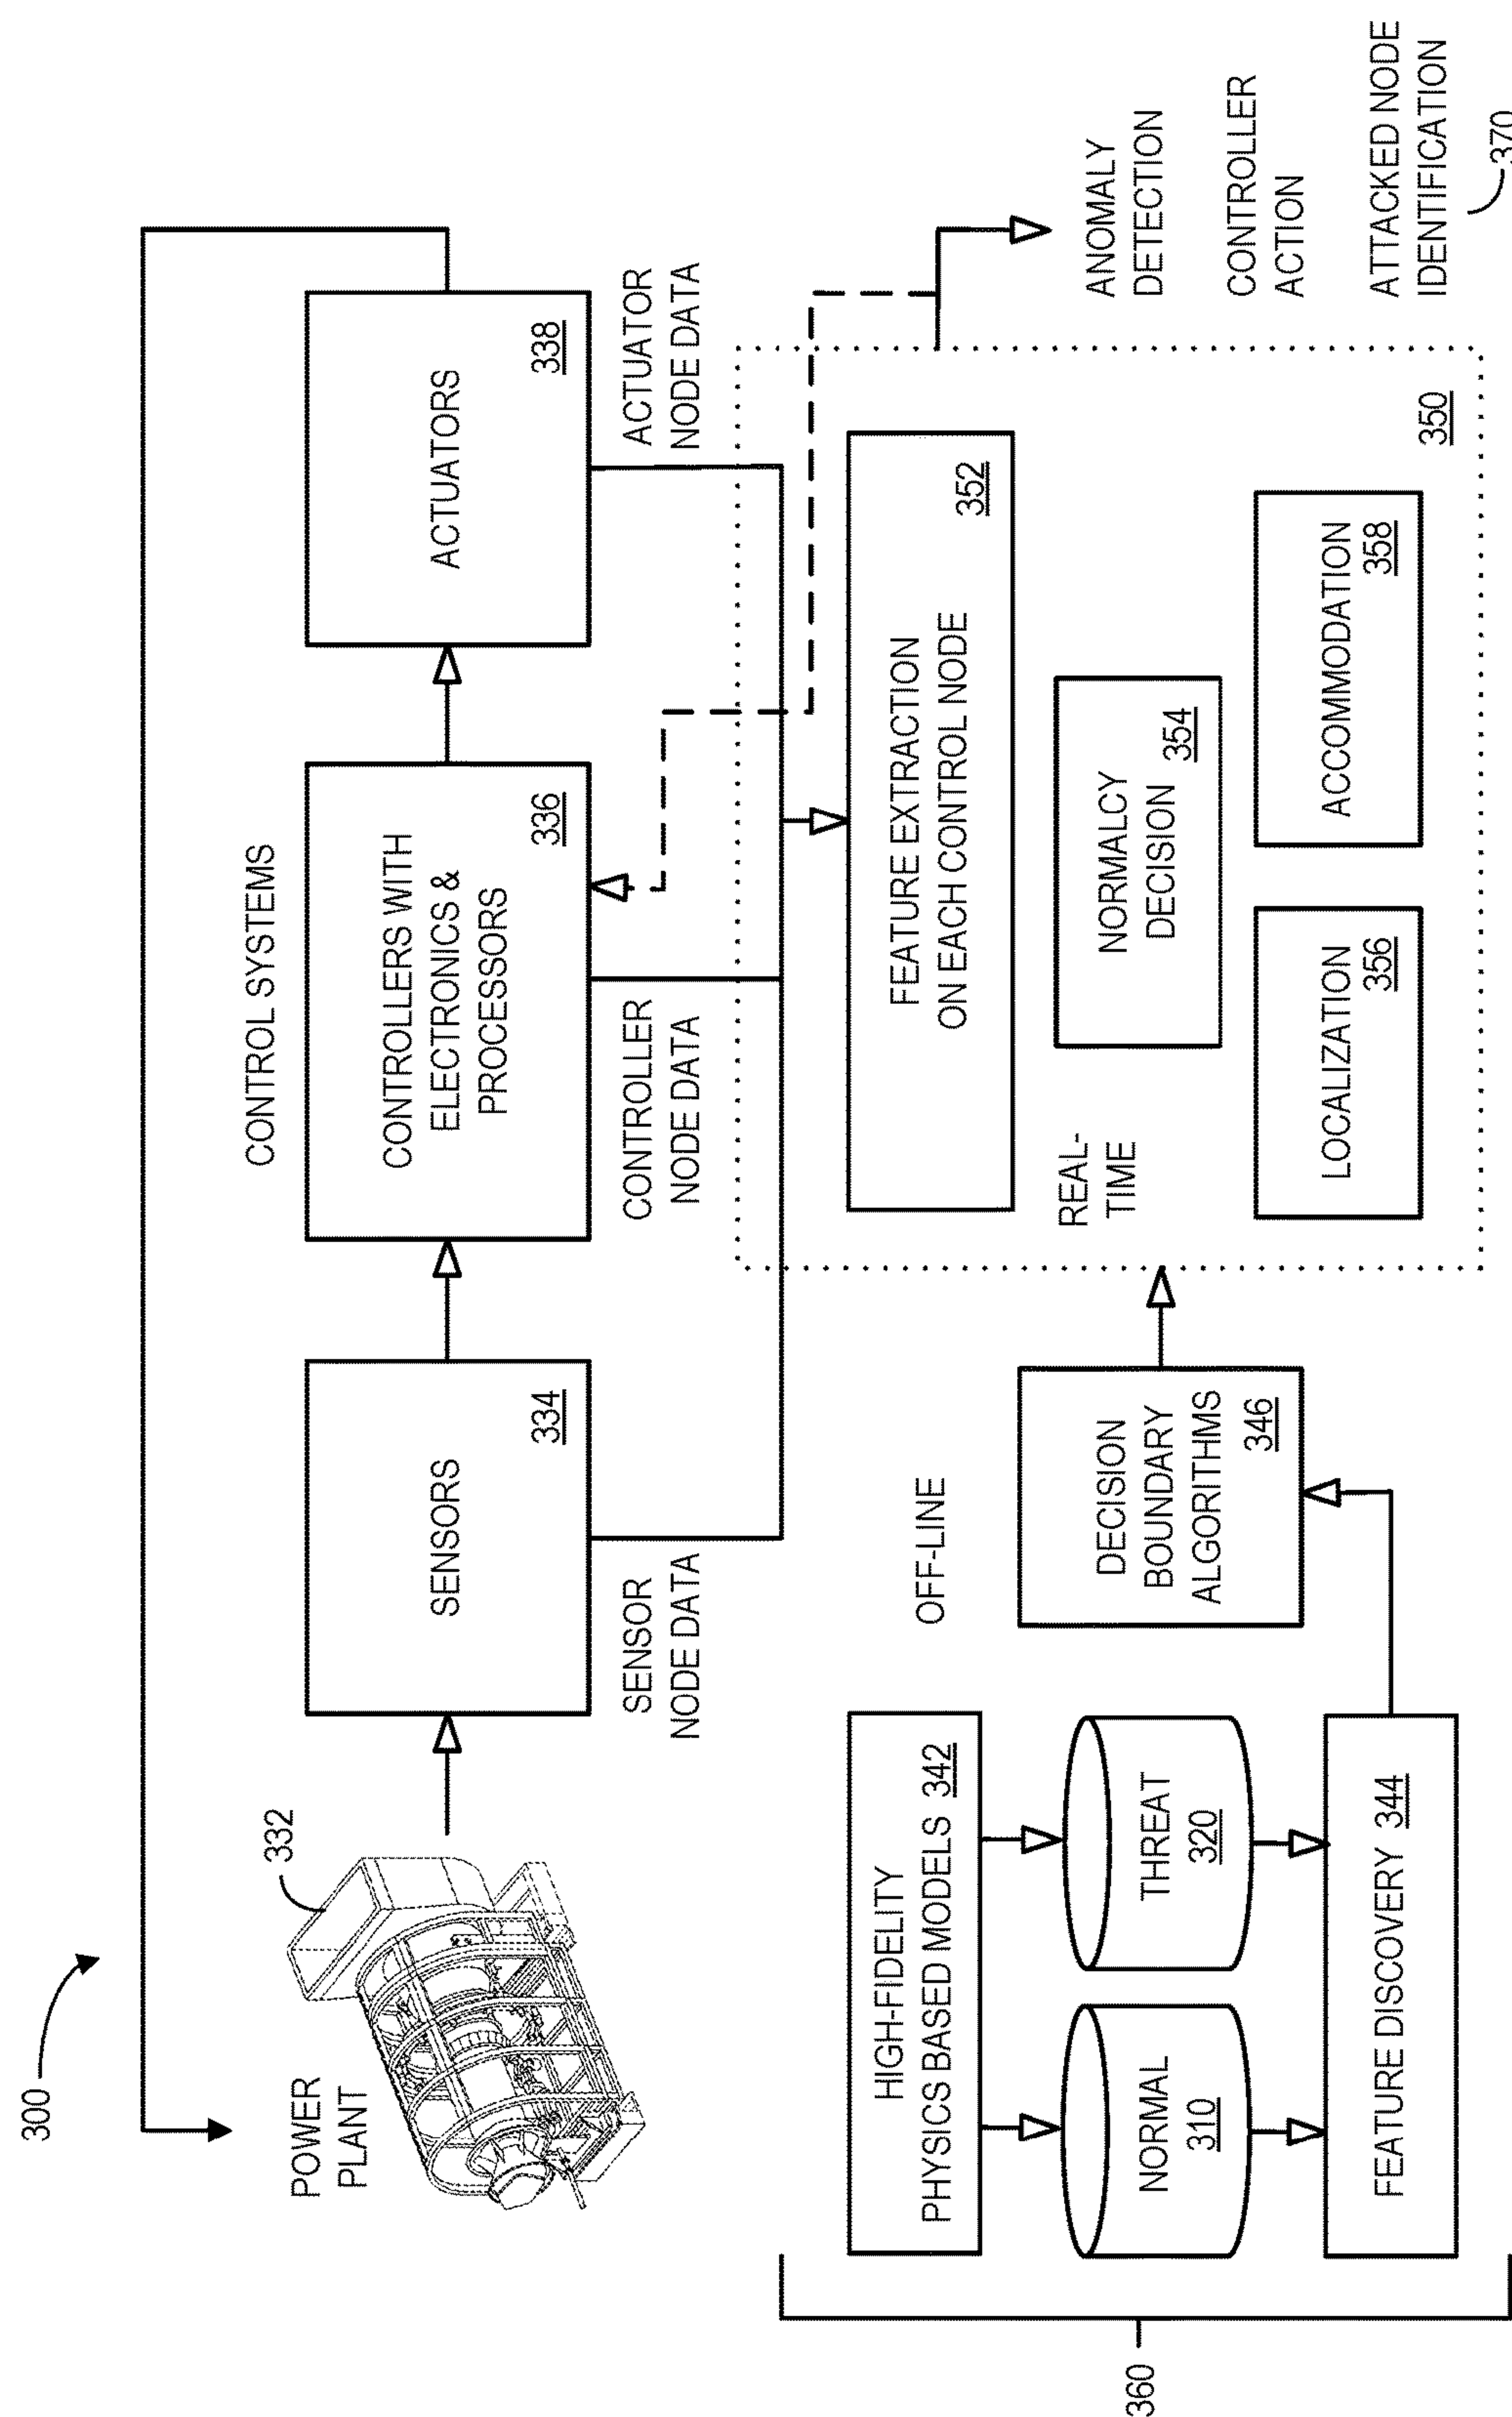 300
POWER
PLANT
332
CONTROL SYSTEMS
SENSORS
334
CONTROLLERS WITH
ELECTRONICS &
PROCESSORS
336
ACTUATORS
338
SENSOR
NODE DATA
CONTROLLER
NODE DATA
ACTUATOR
NODE DATA
360
HIGH-FIDELITY
PHYSICS BASED MODELS 342
NORMAL
310
THREAT
320
FEATURE DISCOVERY 344
OFF-LINE
DECISION
BOUNDARY
ALGORITHMS
346
FEATURE EXTRACTION
ON EACH CONTROL NODE
352
REAL-
TIME
NORMALCY
DECISION
354
LOCALIZATION
356
ACCOMMODATION
358
350
ANOMALY
DETECTION
CONTROLLER
ACTION
ATTACKED NODE
IDENTIFICATION
370